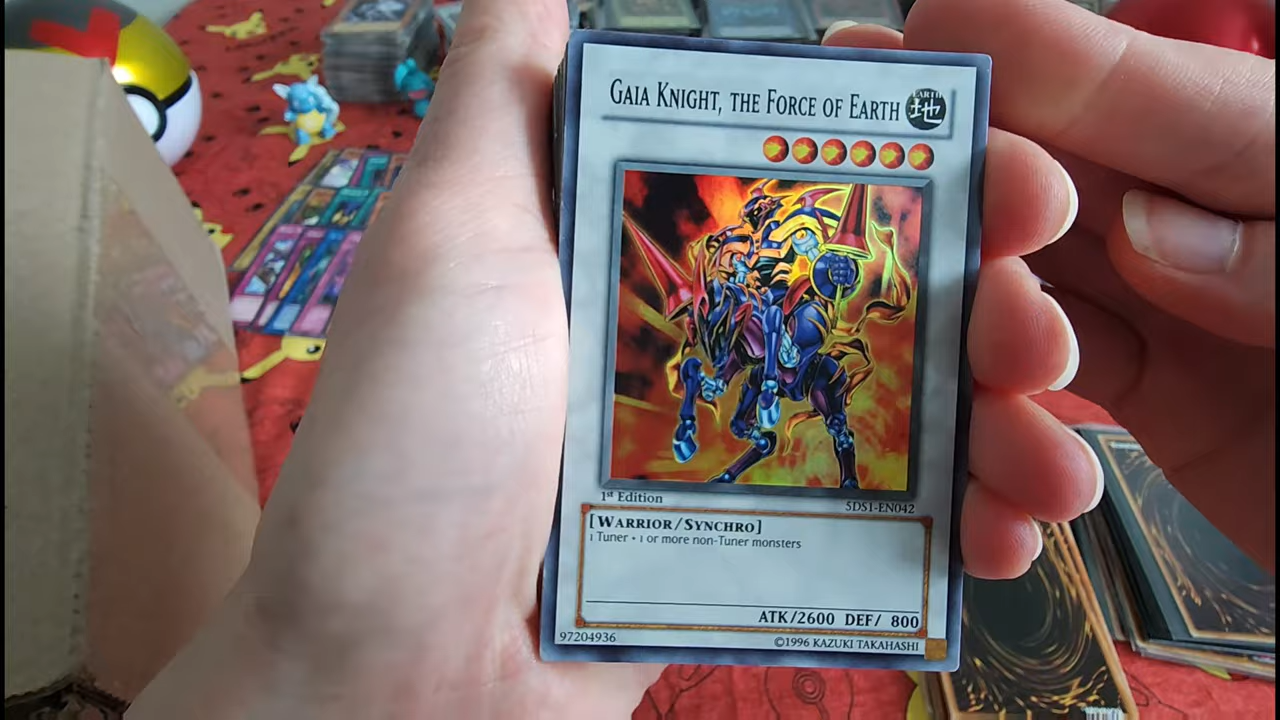 GAIA KNIGHT, THE FORCE OF EARTH
EARTH
地
1st Edition
5DS1-EN042
[WARRIOR/SYNCHRO]
1 Tuner + 1 or more non-Tuner monsters
ATK/2600 DEF/ 800
97204936
©1996 KAZUKI TAKAHASHI